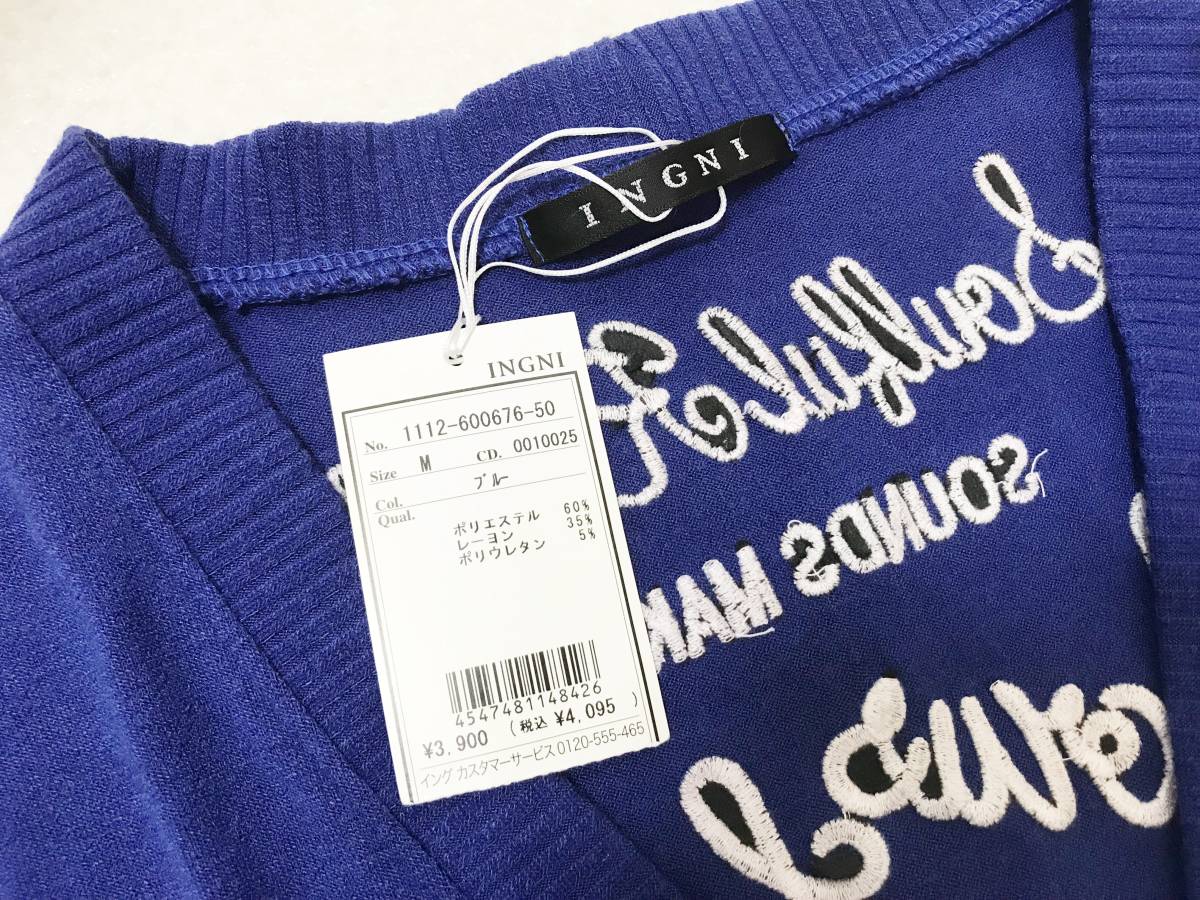 INGNI
INGNI
No. 1112-600676-50
Size M CD. 0010025
Col. ブルー
Qual.
ポリエステル 60%
レーヨン 35%
ポリウレタン 5%
4547481148426
¥3,900 (税込 ¥4,095 )
イング カスタマーサービス 0120-555-465
SOUNDS